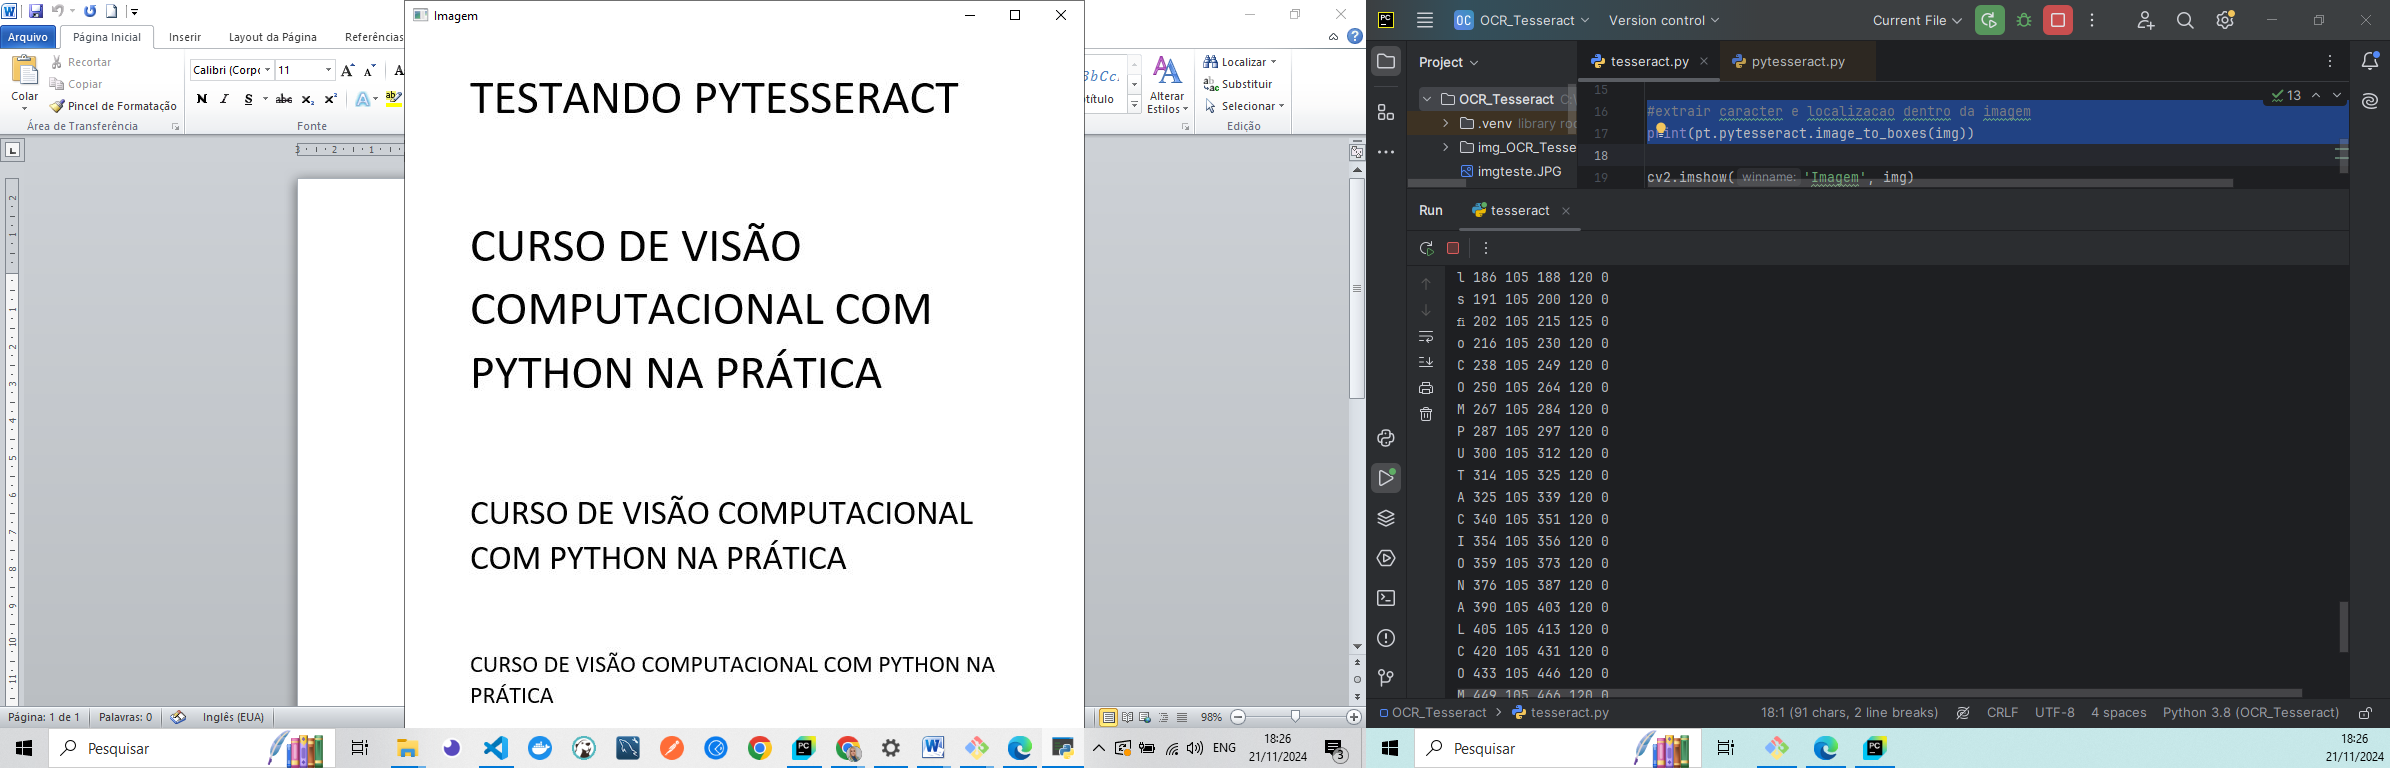 Arquivo
Página Inicial
Inserir
Layout da Página
Referências
Colar
Recortar
Copiar
Pincel de Formatação
Área de Transferência
Calibri (Corpo
11
N I S abc x₂ x²
Fonte
Imagem
TESTANDO PYTESSERACT
CURSO DE VISÃO
COMPUTACIONAL COM
PYTHON NA PRÁTICA
CURSO DE VISÃO COMPUTACIONAL
COM PYTHON NA PRÁTICA
CURSO DE VISÃO COMPUTACIONAL COM PYTHON NA
PRÁTICA
Alterar
Estilos
Localizar
Substituir
Selecionar
Edição
Página: 1 de 1
Palavras: 0
Inglês (EUA)
98%
Pesquisar
ENG
18:26
21/11/2024
3
PC
OC
OCR_Tesseract
Version control
Current File
Project
tesseract.py
pytesseract.py
OCR_Tesseract
.venv library
img_OCR_Tesse
imgteste.JPG
13
15
16 #extrair caracter e localizacao dentro da imagem
17 print(pt.pytesseract.image_to_boxes(img))
18
19 cv2.imshow( winname: 'Imagem', img)
Run
tesseract
l 186 105 188 120 0
s 191 105 200 120 0
ﬁ 202 105 215 125 0
o 216 105 230 120 0
C 238 105 249 120 0
O 250 105 264 120 0
M 267 105 284 120 0
P 287 105 297 120 0
U 300 105 312 120 0
T 314 105 325 120 0
A 325 105 339 120 0
C 340 105 351 120 0
I 354 105 356 120 0
O 359 105 373 120 0
N 376 105 387 120 0
A 390 105 403 120 0
L 405 105 413 120 0
C 420 105 431 120 0
O 433 105 446 120 0
M 449 105 466 120 0
OCR_Tesseract
tesseract.py
18:1 (91 chars, 2 line breaks)
CRLF
UTF-8
4 spaces
Python 3.8 (OCR_Tesseract)
Pesquisar
18:26
21/11/2024